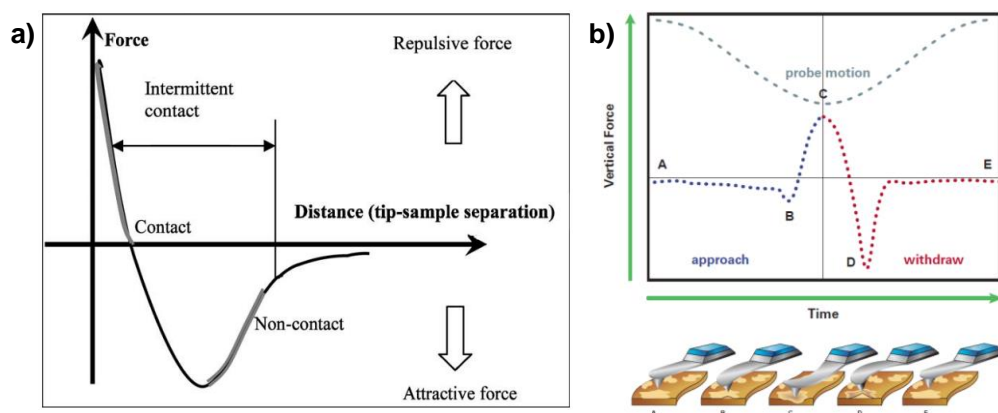 a)
Force
Repulsive force
Intermittent
contact
Distance (tip-sample separation)
Contact
Non-contact
Attractive force
b)
Vertical Force
probe motion
C
A
E
B
D
approach
withdraw
Time
A
B
C
D
E